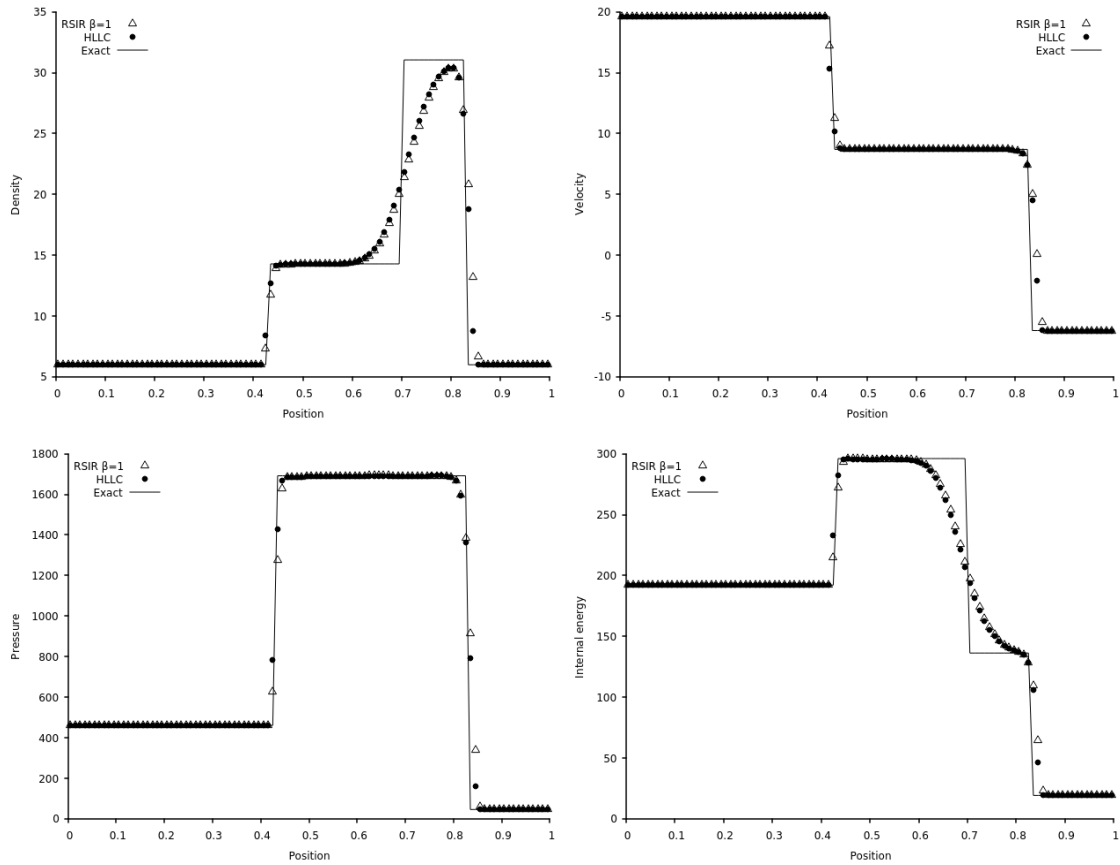 RSIR β=1
HLLC
Exact
Density
35
30
25
20
15
10
5
0 0.1 0.2 0.3 0.4 0.5 0.6 0.7 0.8 0.9 1
Position
RSIR β=1
HLLC
Exact
Velocity
20
15
10
5
0
-5
-10
0 0.1 0.2 0.3 0.4 0.5 0.6 0.7 0.8 0.9 1
Position
RSIR β=1
HLLC
Exact
Pressure
1800
1600
1400
1200
1000
800
600
400
200
0
0 0.1 0.2 0.3 0.4 0.5 0.6 0.7 0.8 0.9 1
Position
RSIR β=1
HLLC
Exact
Internal energy
300
250
200
150
100
50
0
0 0.1 0.2 0.3 0.4 0.5 0.6 0.7 0.8 0.9 1
Position